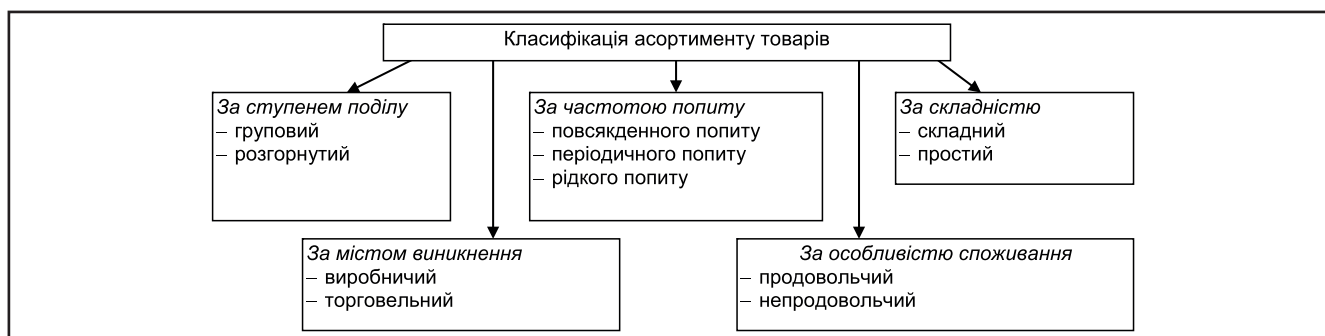 Класифікація асортименту товарів
За ступенем поділу
– груповий
– розгорнутий
За частотою попиту
– повсякденного попиту
– періодичного попиту
– рідкого попиту
За складністю
– складний
– простий
За містом виникнення
– виробничий
– торговельний
За особливістю споживання
– продовольчий
– непродовольчий